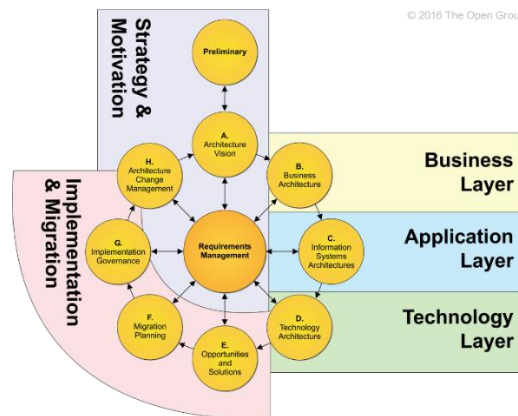 © 2016 The Open Grou
Strategy &
Motivation
Preliminary
A.
Architecture
Vision
H.
Architecture
Change
Management
B.
Business
Architecture
Business
Layer
Implementation
& Migration
G.
Implementation
Governance
Requirements
Management
C.
Information
Systems
Architectures
Application
Layer
F.
Migration
Planning
D.
Technology
Architecture
Technology
Layer
E.
Opportunities
and
Solutions